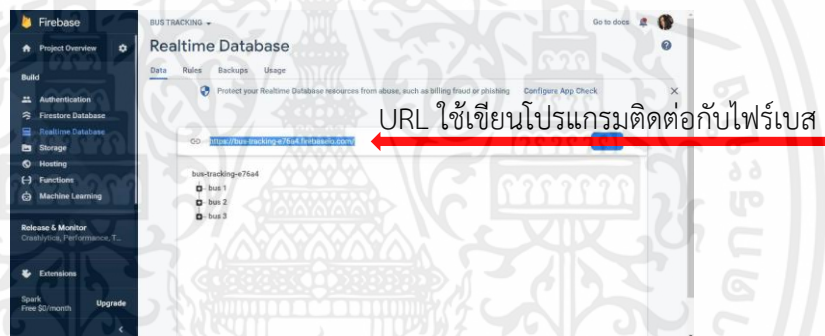 Firebase
BUS TRACKING
Go to docs
Project Overview
Realtime Database
Data Rules Backups Usage
Build
Protect your Realtime Database resources from abuse, such as billing fraud or phishing Configure App Check
Authentication
Firestore Database
URL ใช้เขียนโปรแกรมติดต่อกับไฟร์เบส
Realtime Database
https://bus-tracking-e76a4.firebaseio.com/
Storage
Hosting
bus-tracking-e76a4
Functions
bus 1
Machine Learning
bus 2
bus 3
Release & Monitor
Crashlytics, Performance, T...
Extensions
Spark
Free $0/month Upgrade